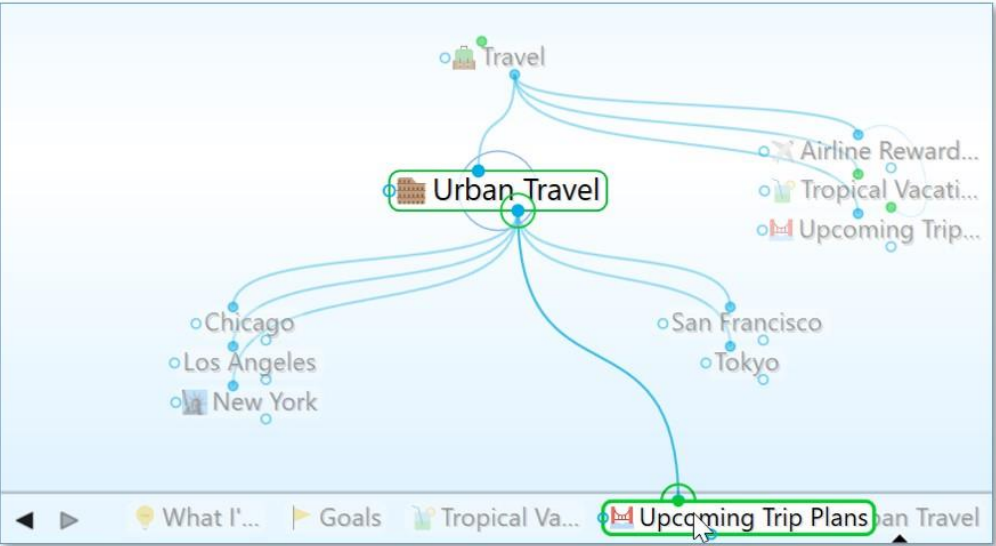 Travel
Airline Reward...
Urban Travel
Tropical Vacati...
Upcoming Trip...
Chicago
San Francisco
Los Angeles
Tokyo
New York
What I'...
Goals
Tropical Va...
Upcoming Trip Plans
an Travel